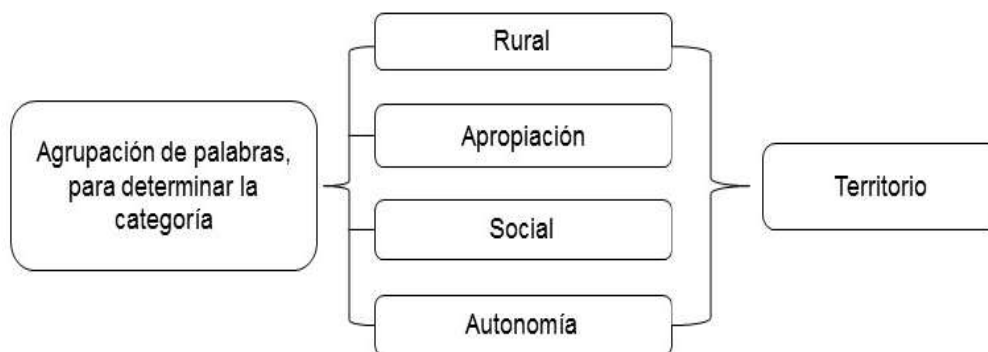 Agrupación de palabras,
para determinar la
categoría
Rural
Apropiación
Social
Autonomía
Territorio